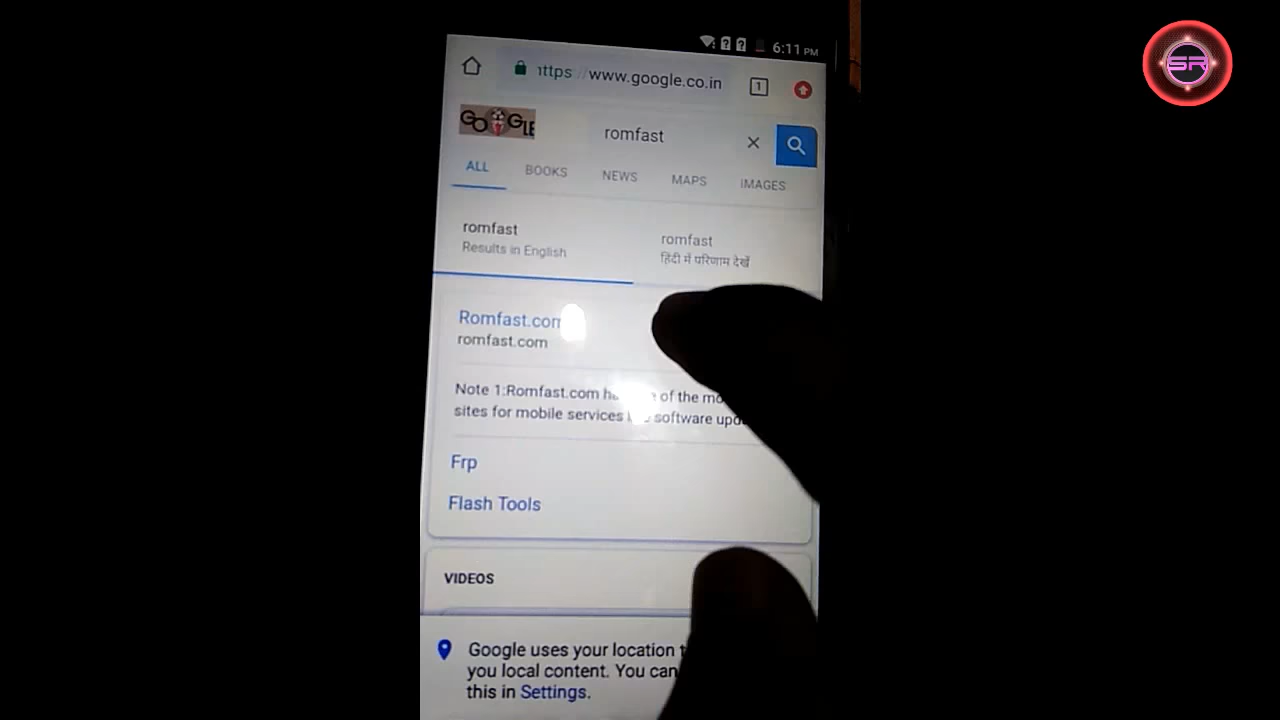 6:11 PM
ttps://www.google.co.in
1
GOOGLE
romfast
ALL BOOKS NEWS MAPS IMAGES
romfast
Results in English
romfast
हिंदी में परिणाम देखें
Romfast.com
romfast.com
Note 1:Romfast.com of the
sites for mobile services software
Frp
Flash Tools
VIDEOS
Google uses your location
you local content. You can
this in Settings.
SR